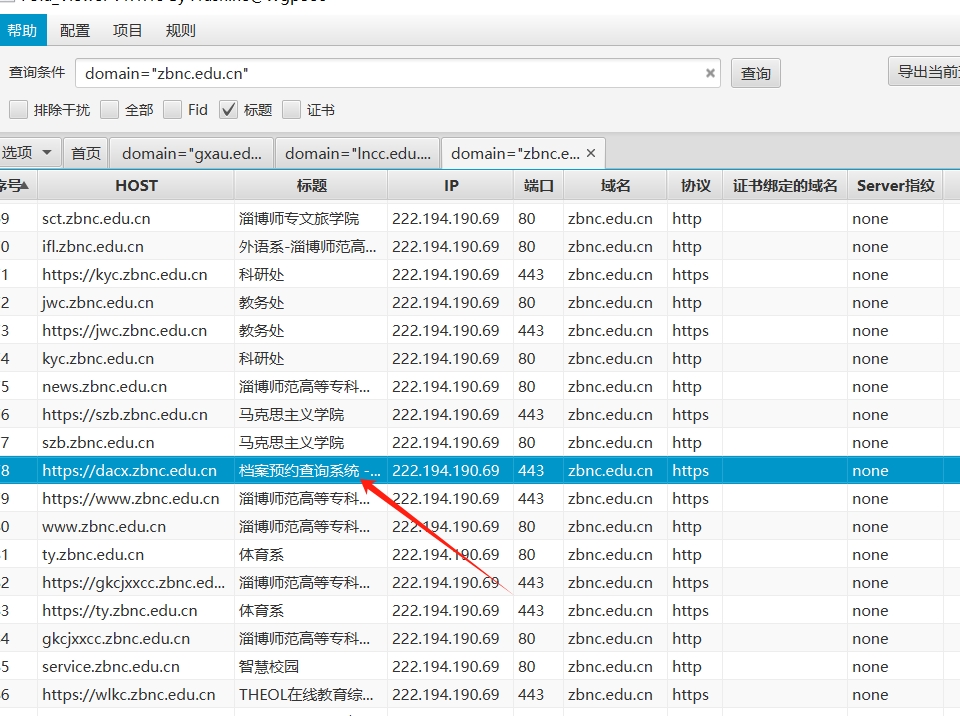 帮助 配置 项目 规则
查询条件 domain="zbnc.edu.cn" 查询 导出当前
排除干扰 全部 Fid 标题 证书
选项 首页 domain="gxau.ed... domain="lncc.edu.... domain="zbnc.e...
序号 HOST 标题 IP 端口 域名 协议 证书绑定的域名 Server指纹
9 sct.zbnc.edu.cn 淄博师专文旅学院 222.194.190.69 80 zbnc.edu.cn http none
0 ifl.zbnc.edu.cn 外语系-淄博师范高... 222.194.190.69 80 zbnc.edu.cn http none
1 https://kyc.zbnc.edu.cn 科研处 222.194.190.69 443 zbnc.edu.cn https none
2 jwc.zbnc.edu.cn 教务处 222.194.190.69 80 zbnc.edu.cn http none
3 https://jwc.zbnc.edu.cn 教务处 222.194.190.69 443 zbnc.edu.cn https none
4 kyc.zbnc.edu.cn 科研处 222.194.190.69 80 zbnc.edu.cn http none
5 news.zbnc.edu.cn 淄博师范高等专科... 222.194.190.69 80 zbnc.edu.cn http none
6 https://szb.zbnc.edu.cn 马克思主义学院 222.194.190.69 443 zbnc.edu.cn https none
7 szb.zbnc.edu.cn 马克思主义学院 222.194.190.69 80 zbnc.edu.cn http none
8 https://dacx.zbnc.edu.cn 档案预约查询系统 -... 222.194.190.69 443 zbnc.edu.cn https none
9 https://www.zbnc.edu.cn 淄博师范高等专科... 222.194.190.69 443 zbnc.edu.cn https none
0 www.zbnc.edu.cn 淄博师范高等专科... 222.194.190.69 80 zbnc.edu.cn http none
1 ty.zbnc.edu.cn 体育系 222.194.190.69 80 zbnc.edu.cn http none
2 https://gkcjxxcc.zbnc.ed... 淄博师范高等专科... 222.194.190.69 443 zbnc.edu.cn https none
3 https://ty.zbnc.edu.cn 体育系 222.194.190.69 443 zbnc.edu.cn https none
4 gkcjxxcc.zbnc.edu.cn 淄博师范高等专科... 222.194.190.69 80 zbnc.edu.cn http none
5 service.zbnc.edu.cn 智慧校园 222.194.190.69 80 zbnc.edu.cn http none
6 https://wlkc.zbnc.edu.cn THEOL在线教育综... 222.194.190.69 443 zbnc.edu.cn https none